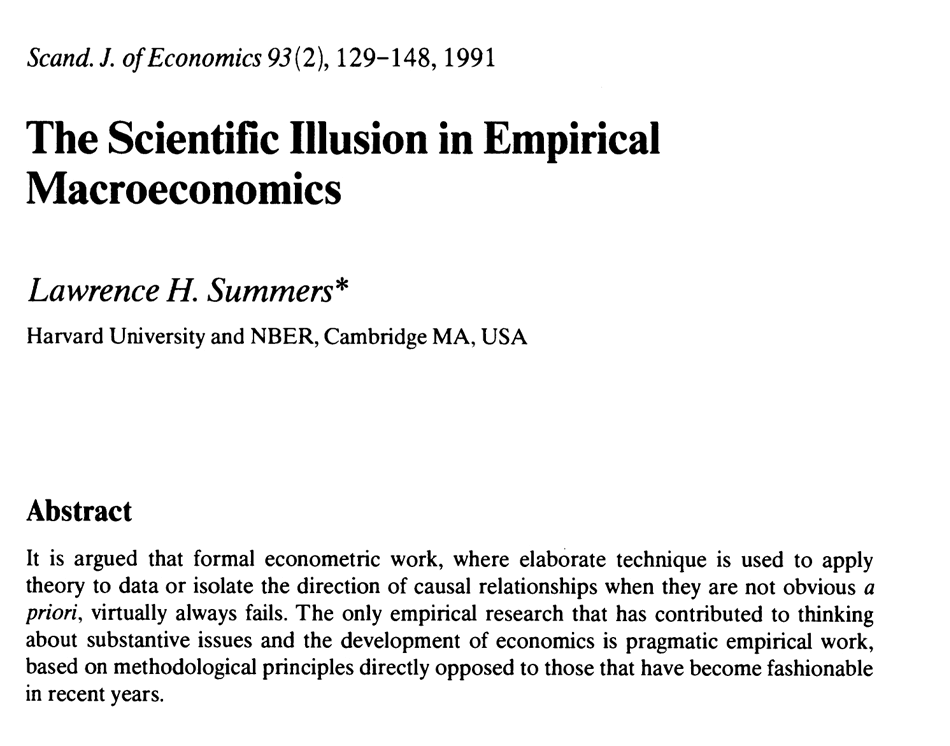 Scand. J. of Economics 93(2), 129–148, 1991
The Scientific Illusion in Empirical
Macroeconomics
Lawrence H. Summers*
Harvard University and NBER, Cambridge MA, USA
Abstract
It is argued that formal econometric work, where elaborate technique is used to apply
theory to data or isolate the direction of causal relationships when they are not obvious a
priori, virtually always fails. The only empirical research that has contributed to thinking
about substantive issues and the development of economics is pragmatic empirical work,
based on methodological principles directly opposed to those that have become fashionable
in recent years.